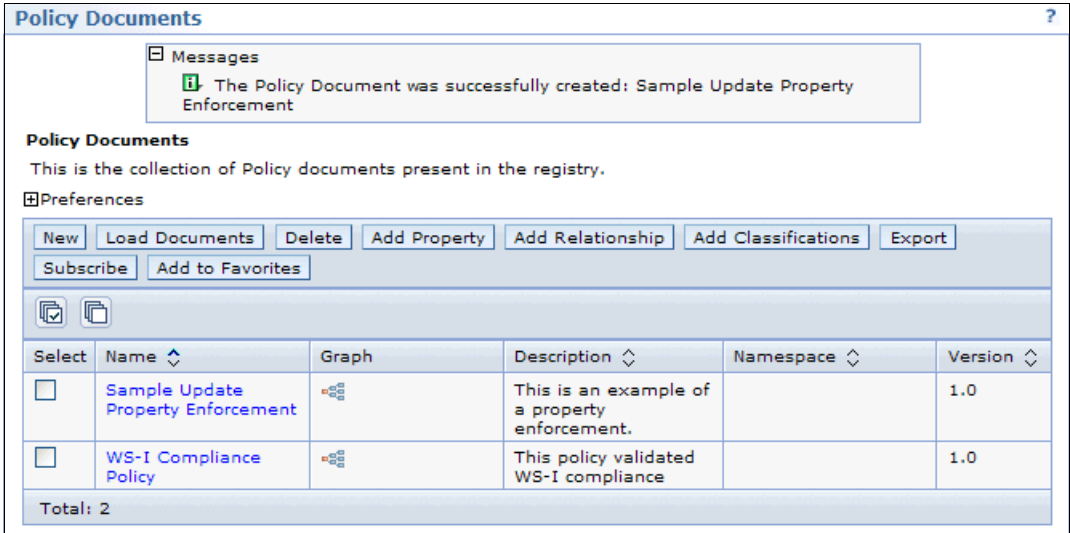 Policy Documents ?
Messages
The Policy Document was successfully created: Sample Update Property
Enforcement
Policy Documents
This is the collection of Policy documents present in the registry.
Preferences
New Load Documents Delete Add Property Add Relationship Add Classifications Export
Subscribe Add to Favorites
Select Name Graph Description Namespace Version
Sample Update This is an example of 1.0
Property Enforcement a property
enforcement.
WS-I Compliance This policy validated 1.0
Policy WS-I compliance
Total: 2